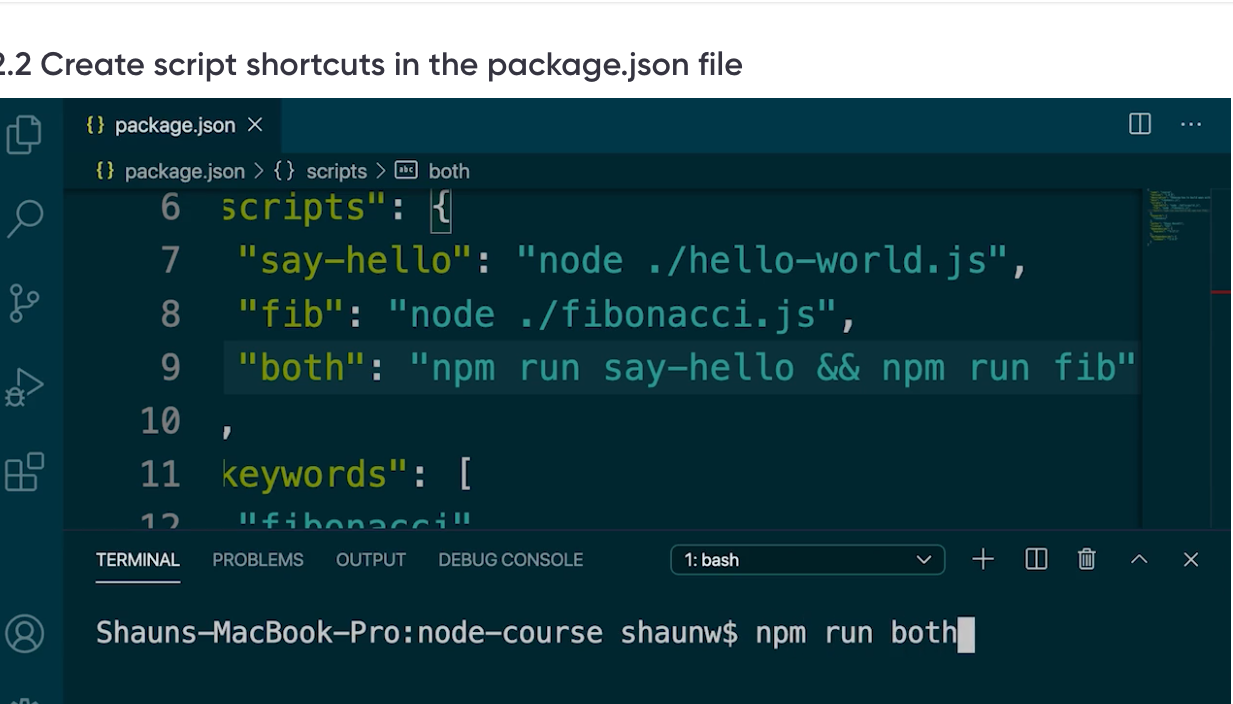 2.2 Create script shortcuts in the package.json file
{} package.json ×
{} package.json > {} scripts > abc both
6 scripts": {
7 "say-hello": "node ./hello-world.js",
8 "fib": "node ./fibonacci.js",
9 "both": "npm run say-hello && npm run fib"
10 ,
11 keywords": [
12 "fibonacci"
TERMINAL PROBLEMS OUTPUT DEBUG CONSOLE 1: bash
Shauns-MacBook-Pro:node-course shaunw$ npm run both